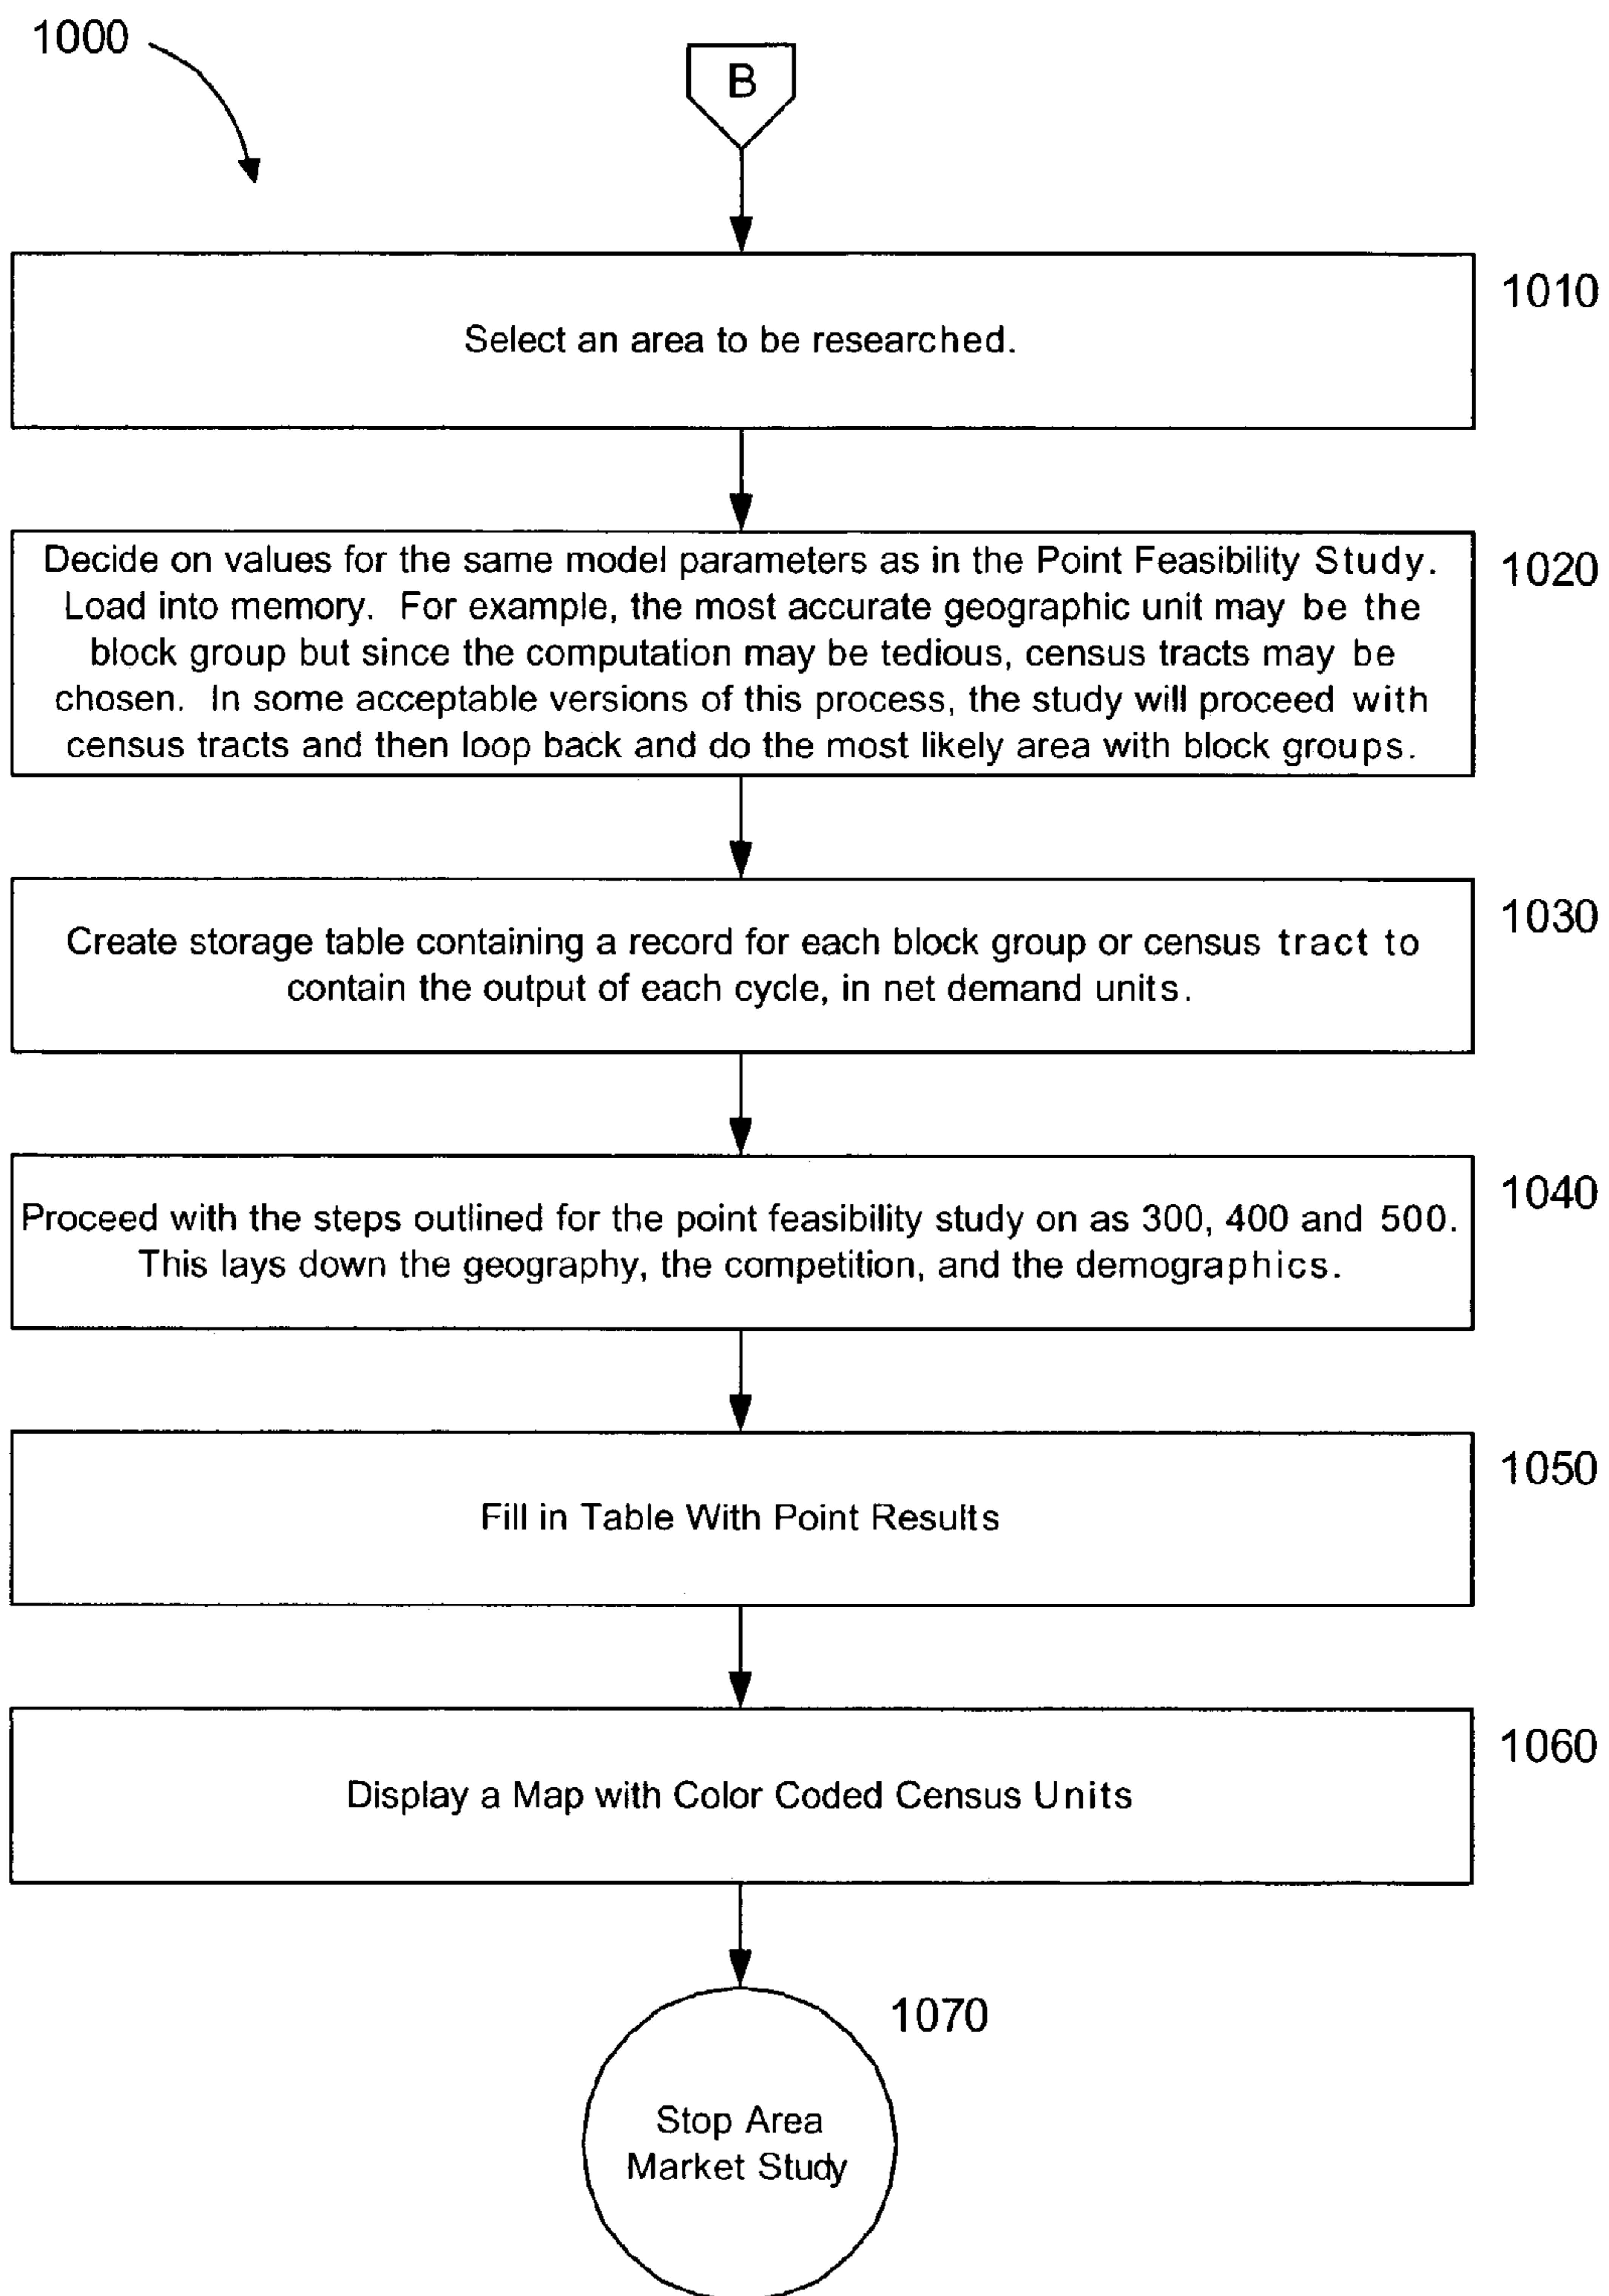 1000
B
1010
Select an area to be researched.
1020
Decide on values for the same model parameters as in the Point Feasibility Study.
Load into memory. For example, the most accurate geographic unit may be the
block group but since the computation may be tedious, census tracts may be
chosen. In some acceptable versions of this process, the study will proceed with
census tracts and then loop back and do the most likely area with block groups.
1030
Create storage table containing a record for each block group or census tract to
contain the output of each cycle, in net demand units.
1040
Proceed with the steps outlined for the point feasibility study on as 300, 400 and 500.
This lays down the geography, the competition, and the demographics.
1050
Fill in Table With Point Results
1060
Display a Map with Color Coded Census Units
1070
Stop Area
Market Study